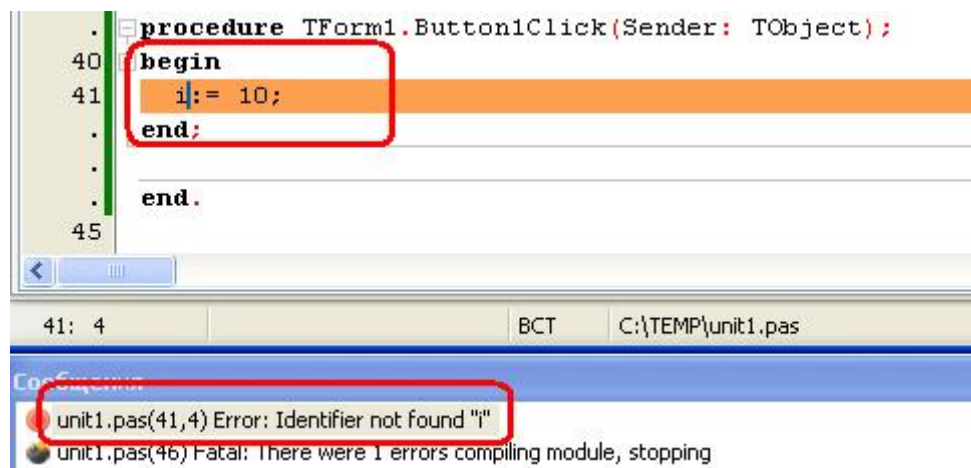 . procedure TForm1.Button1Click(Sender: TObject);
40 begin
41 i:= 10;
. end;
.
. end.
45
41: 4 ВСТ C:\TEMP\unit1.pas
Сообщения
unit1.pas(41,4) Error: Identifier not found "i"
unit1.pas(46) Fatal: There were 1 errors compiling module, stopping